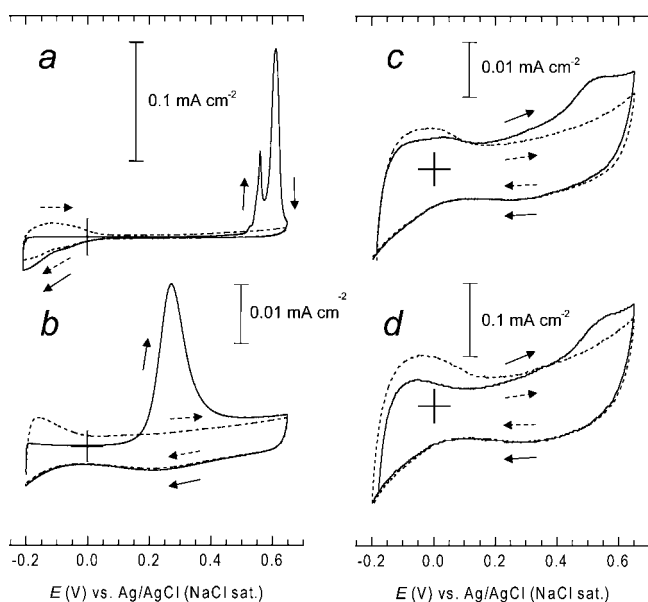 a
0.1 mA cm-2
c
0.01 mA cm-2
b
0.01 mA cm-2
d
0.1 mA cm-2
-0.2 0.0 0.2 0.4 0.6
-0.2 0.0 0.2 0.4 0.6
E (V) vs. Ag/AgCl (NaCl sat.)
E (V) vs. Ag/AgCl (NaCl sat.)